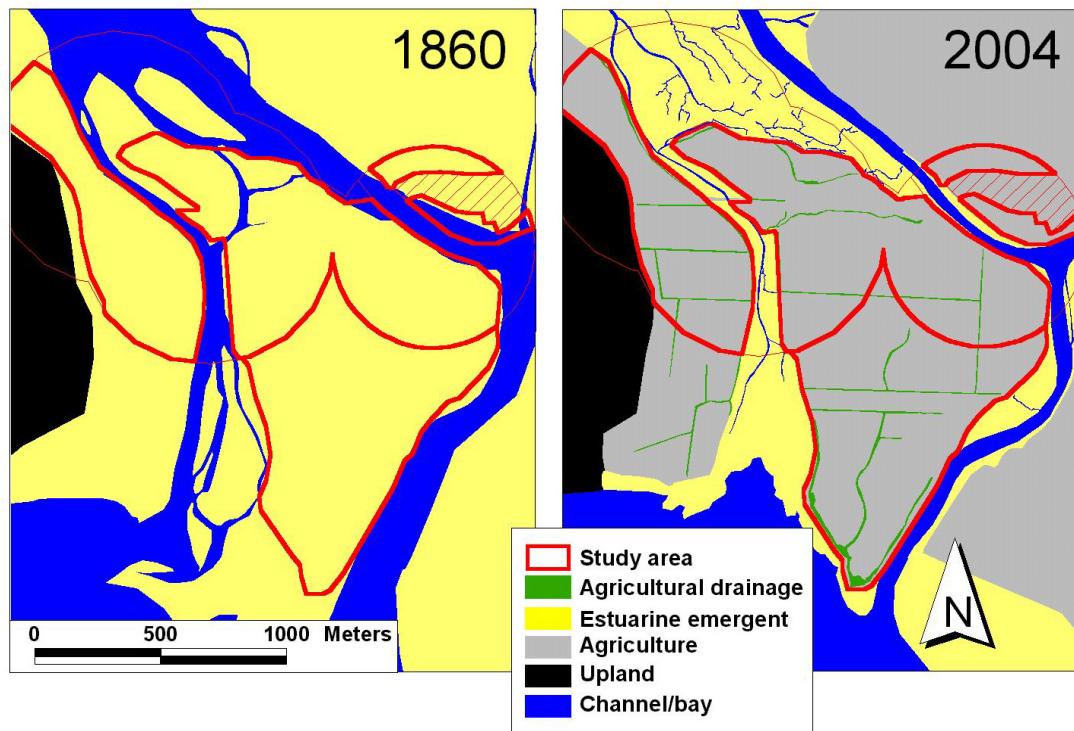 1860
2004
0 500 1000 Meters
Study area
Agricultural drainage
Estuarine emergent
Agriculture
Upland
Channel/bay
N